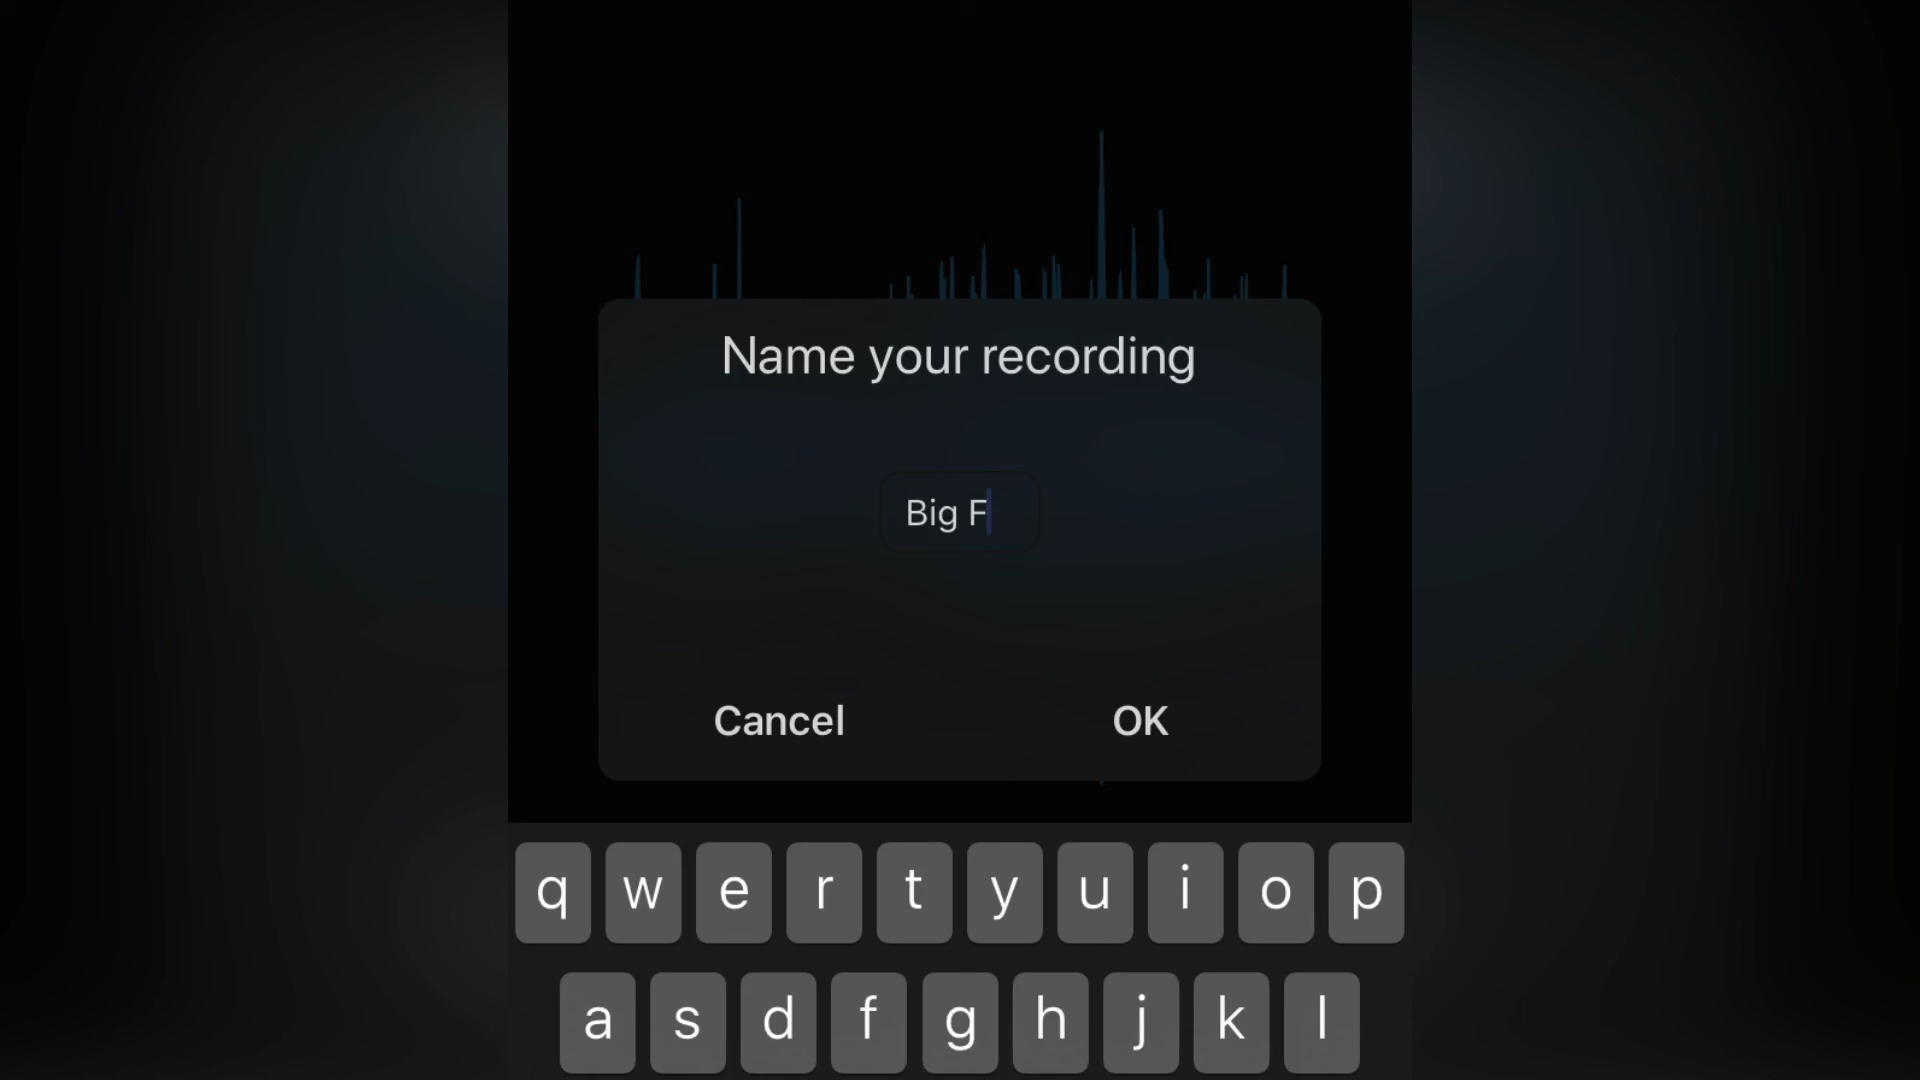 Name your recording
Big F
Cancel OK
q w e r t y u i o p
a s d f g h j k l